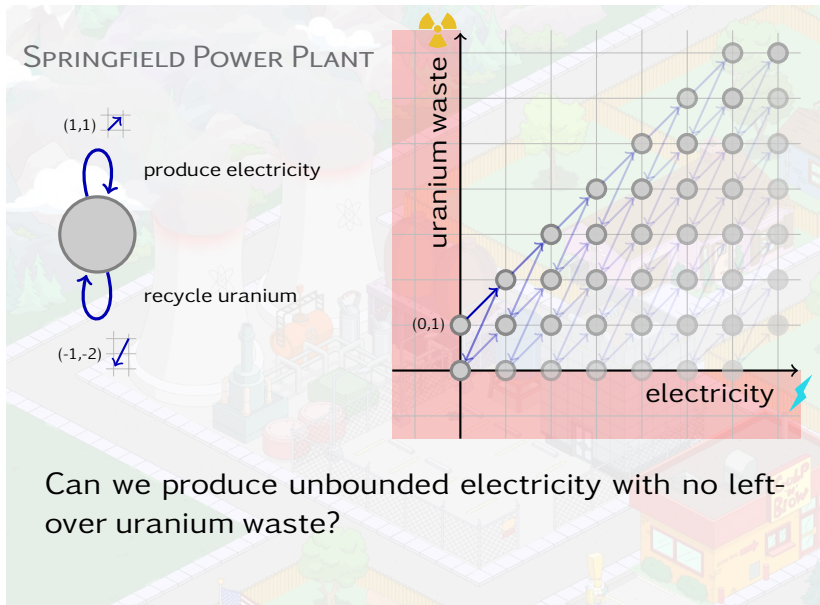 SPRINGFIELD POWER PLANT
(1,1)
produce electricity
recycle uranium
(-1,-2)
uranium waste
(0,1)
electricity
Can we produce unbounded electricity with no left-
over uranium waste?